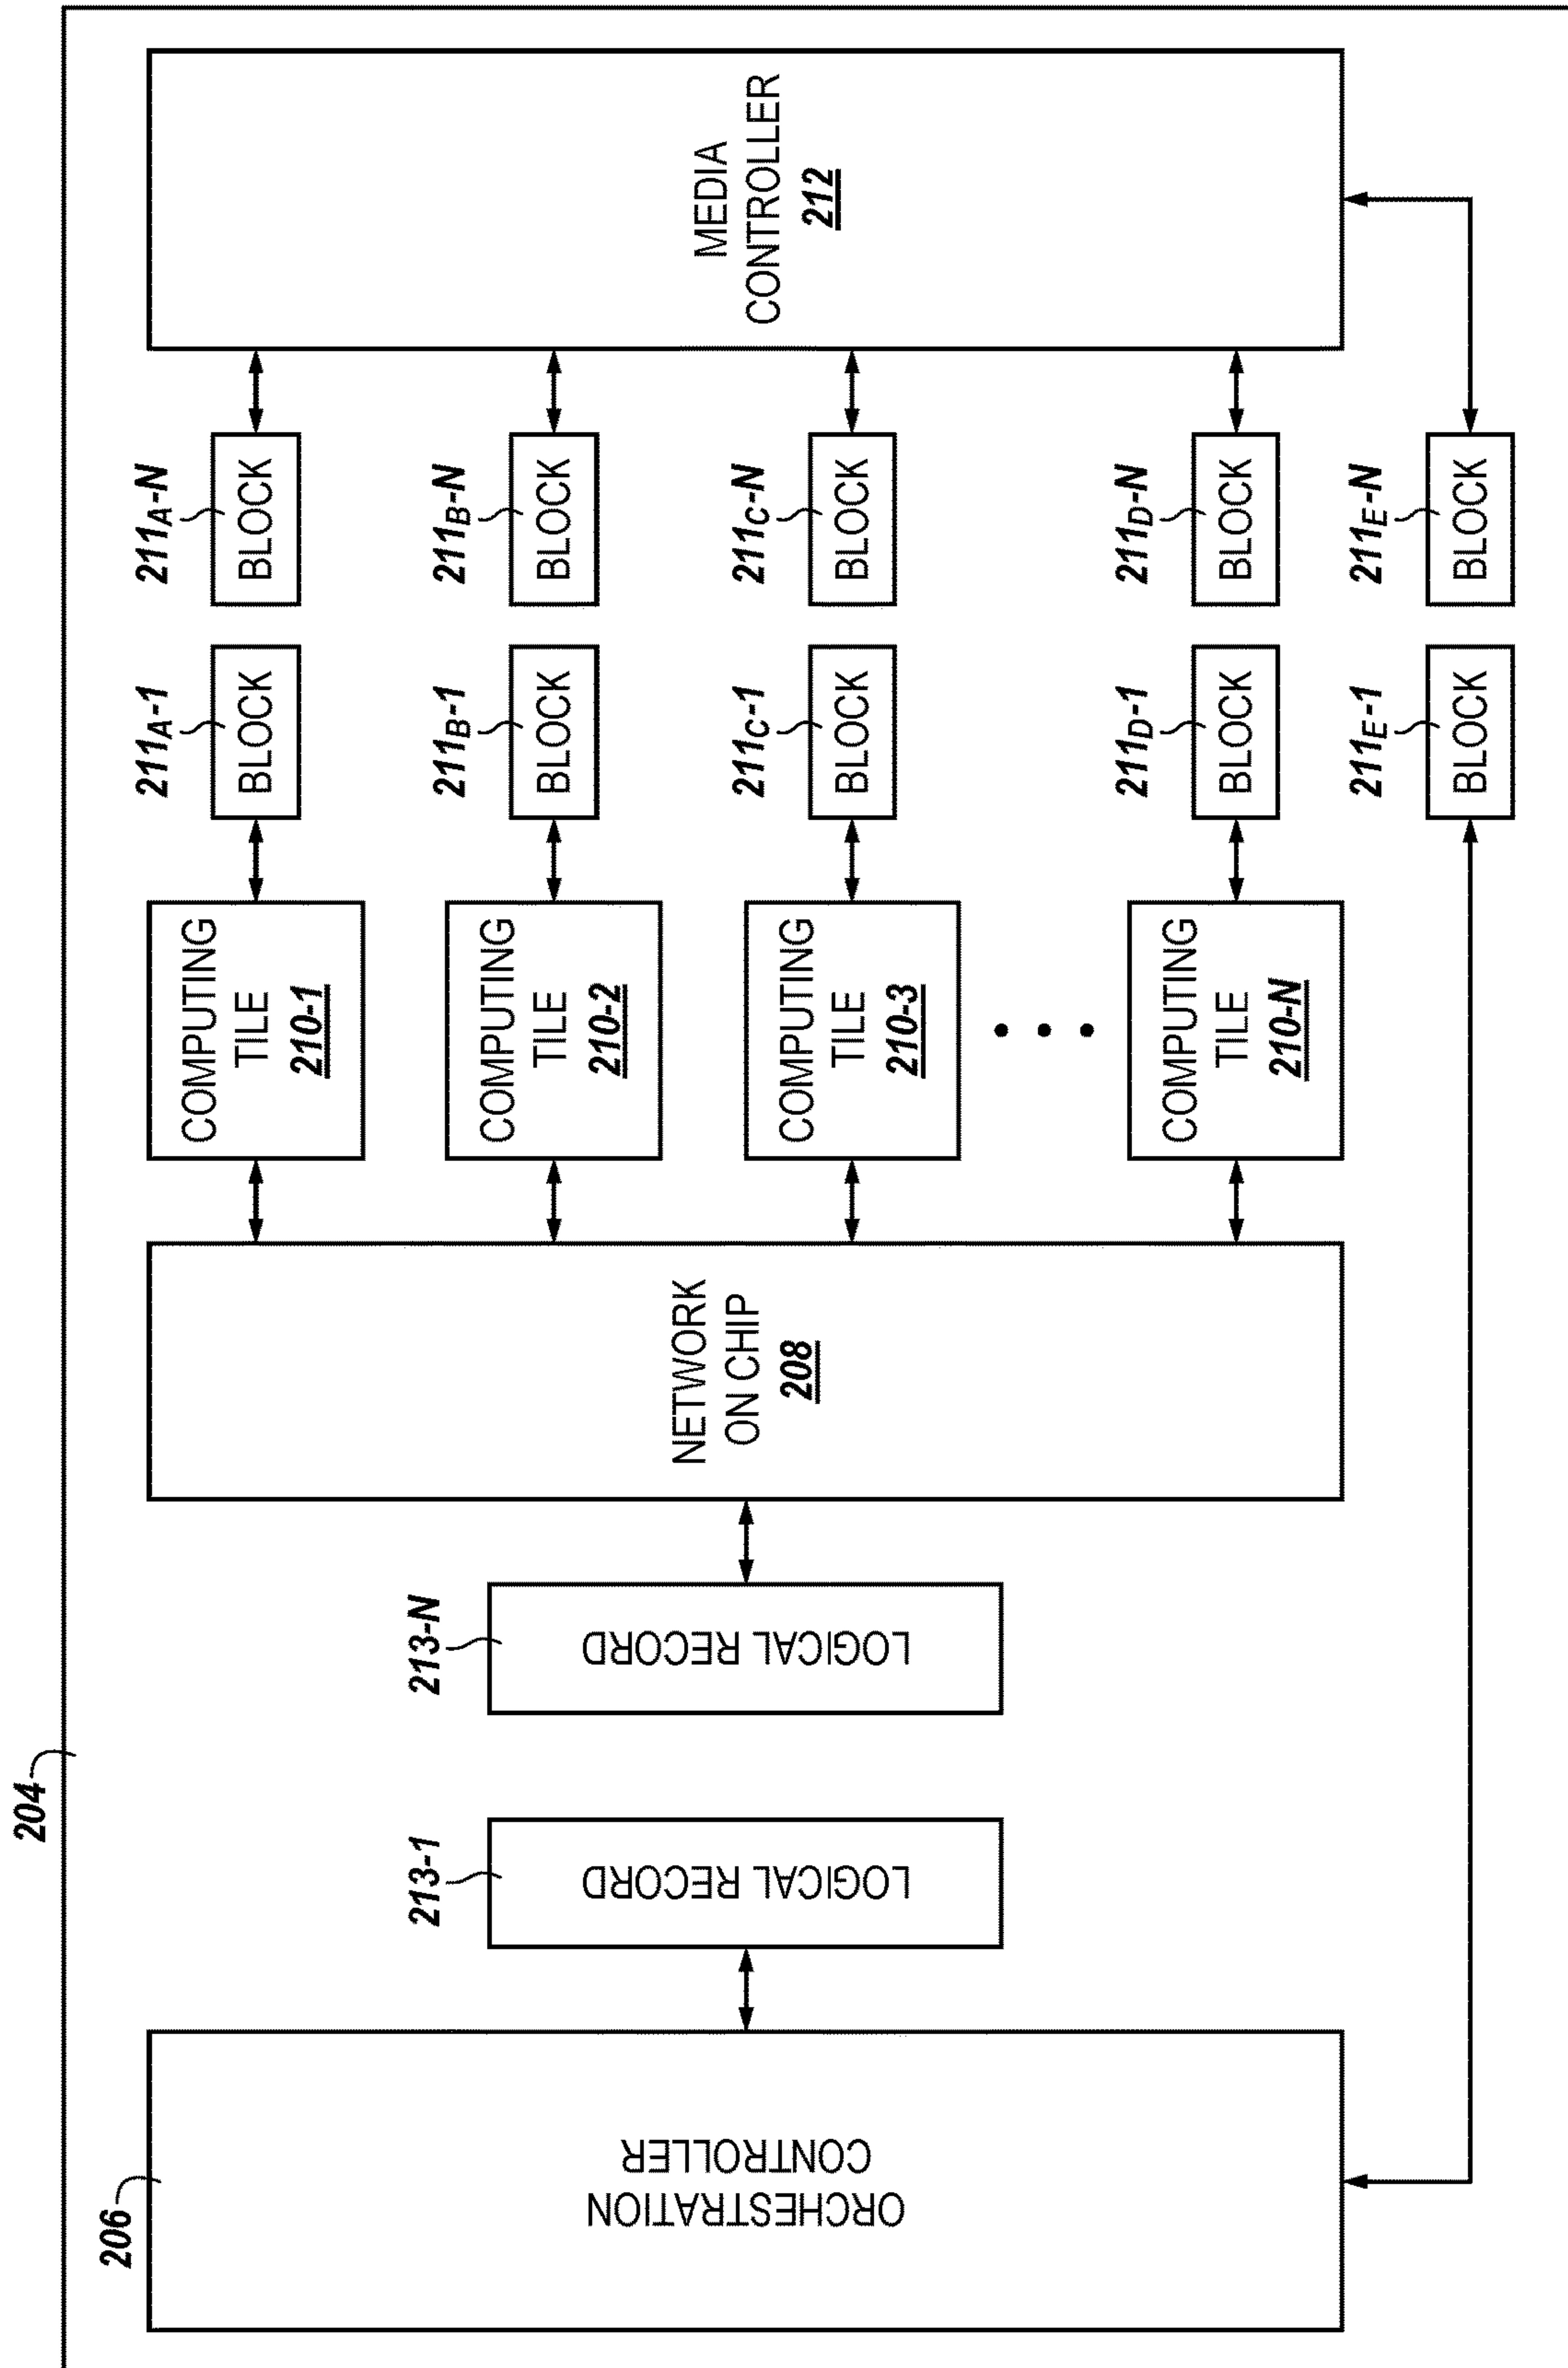 204
206
ORCHESTRATION
CONTROLLER
213-1
LOGICAL RECORD
213-N
LOGICAL RECORD
NETWORK
ON CHIP
208
COMPUTING
TILE
210-1
COMPUTING
TILE
210-2
COMPUTING
TILE
210-3
• • •
COMPUTING
TILE
210-N
211A-1
BLOCK
211B-1
BLOCK
211C-1
BLOCK
211D-1
BLOCK
211E-1
BLOCK
211A-N
BLOCK
211B-N
BLOCK
211C-N
BLOCK
211D-N
BLOCK
211E-N
BLOCK
MEDIA
CONTROLLER
212